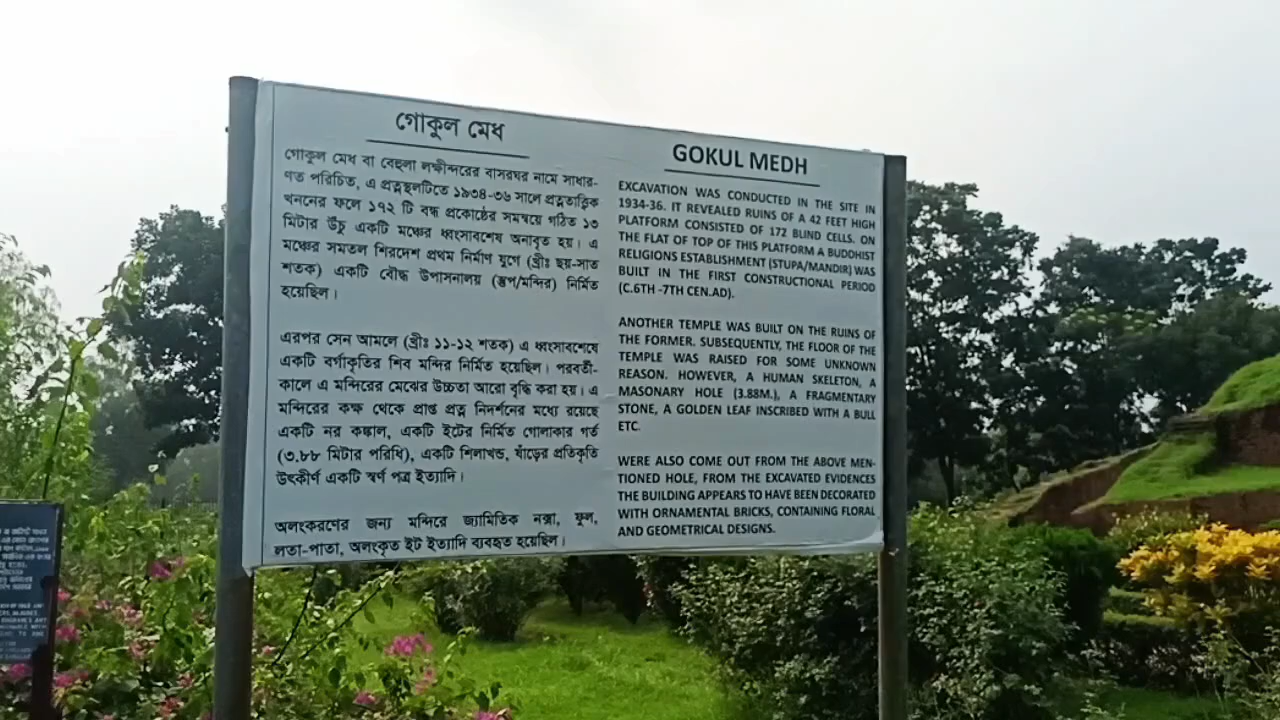 গোকুল মেধ
গোকুল মেধ বা বেহুলা লক্ষীন্দরের বাসরঘর নামে সাধার-
ণত পরিচিত, এ প্রত্নস্থলটিতে ১৯৩৪-৩৬ সালে প্রত্নতাত্ত্বিক
খননের ফলে ১৭২ টি বন্ধ প্রকোষ্ঠের সমন্বয়ে গঠিত ১৩
মিটার উঁচু একটি মঞ্চের ধ্বংসাবশেষ অনাবৃত হয়। এ
মঞ্চের সমতল শিরদেশ প্রথম নির্মাণ যুগে (খ্রীঃ ছয়-সাত
শতক) একটি বৌদ্ধ উপাসনালয় (স্তুপ/মন্দির) নির্মিত
হয়েছিল।
এরপর সেন আমলে (খ্রীঃ ১১-১২ শতক) এ ধ্বংসাবশেষে
একটি বর্গাকৃতির শিব মন্দির নির্মিত হয়েছিল। পরবর্তী-
কালে এ মন্দিরের মেঝের উচ্চতা আরো বৃদ্ধি করা হয়। এ
মন্দিরের কক্ষ থেকে প্রাপ্ত প্রত্ন নিদর্শনের মধ্যে রয়েছে
একটি নর কঙ্কাল, একটি ইটের নির্মিত গোলাকার গর্ত
(৩.৮৮ মিটার পরিধি), একটি শিলাখন্ড, ষাঁড়ের প্রতিকৃতি
উৎকীর্ণ একটি স্বর্ণ পত্র ইত্যাদি।
অলংকরণের জন্য মন্দিরে জ্যামিতিক নক্সা, ফুল,
লতা-পাতা, অলংকৃত ইট ইত্যাদি ব্যবহৃত হয়েছিল।
GOKUL MEDH
EXCAVATION WAS CONDUCTED IN THE SITE IN
1934-36. IT REVEALED RUINS OF A 42 FEET HIGH
PLATFORM CONSISTED OF 172 BLIND CELLS. ON
THE FLAT OF TOP OF THIS PLATFORM A BUDDHIST
RELIGIONS ESTABLISHMENT (STUPA/MANDIR) WAS
BUILT IN THE FIRST CONSTRUCTIONAL PERIOD
(C.6TH -7TH CEN.AD).
ANOTHER TEMPLE WAS BUILT ON THE RUINS OF
THE FORMER. SUBSEQUENTLY, THE FLOOR OF THE
TEMPLE WAS RAISED FOR SOME UNKNOWN
REASON. HOWEVER, A HUMAN SKELETON, A
MASONARY HOLE (3.88M.), A FRAGMENTARY
STONE, A GOLDEN LEAF INSCRIBED WITH A BULL
ETC.
WERE ALSO COME OUT FROM THE ABOVE MEN-
TIONED HOLE, FROM THE EXCAVATED EVIDENCES
THE BUILDING APPEARS TO HAVE BEEN DECORATED
WITH ORNAMENTAL BRICKS, CONTAINING FLORAL
AND GEOMETRICAL DESIGNS.